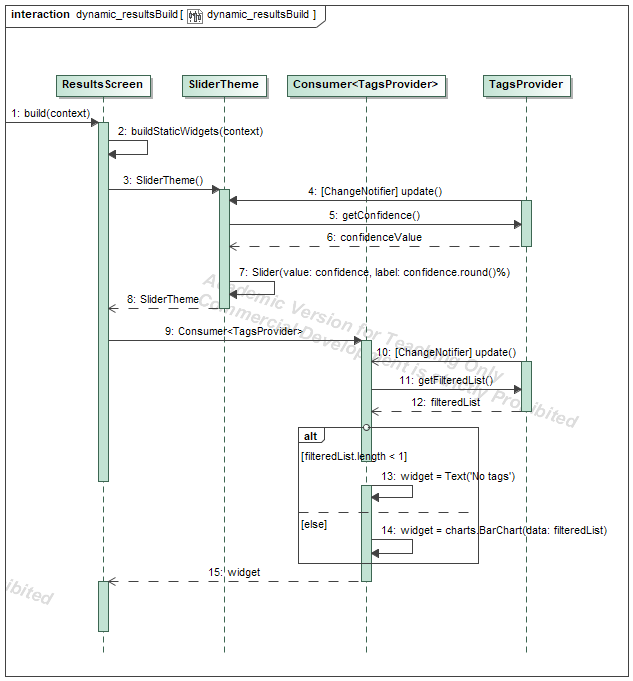 interaction dynamic_resultsBuild [ dynamic_resultsBuild ]
ResultsScreen
SliderTheme
Consumer<TagsProvider>
TagsProvider
1: build(context)
2: buildStaticWidgets(context)
3: SliderTheme()
4: [ChangeNotifier] update()
5: getConfidence()
6: confidenceValue
7: Slider(value: confidence, label: confidence.round()%)
8: SliderTheme
Academic Version for Teaching Only
Commercial Development is strictly Prohibited
9: Consumer<TagsProvider>
10: [ChangeNotifier] update()
11: getFilteredList()
12: filteredList
alt
[filteredList.length < 1]
13: widget = Text('No tags')
[else]
14: widget = charts.BarChart(data: filteredList)
15: widget
ibited